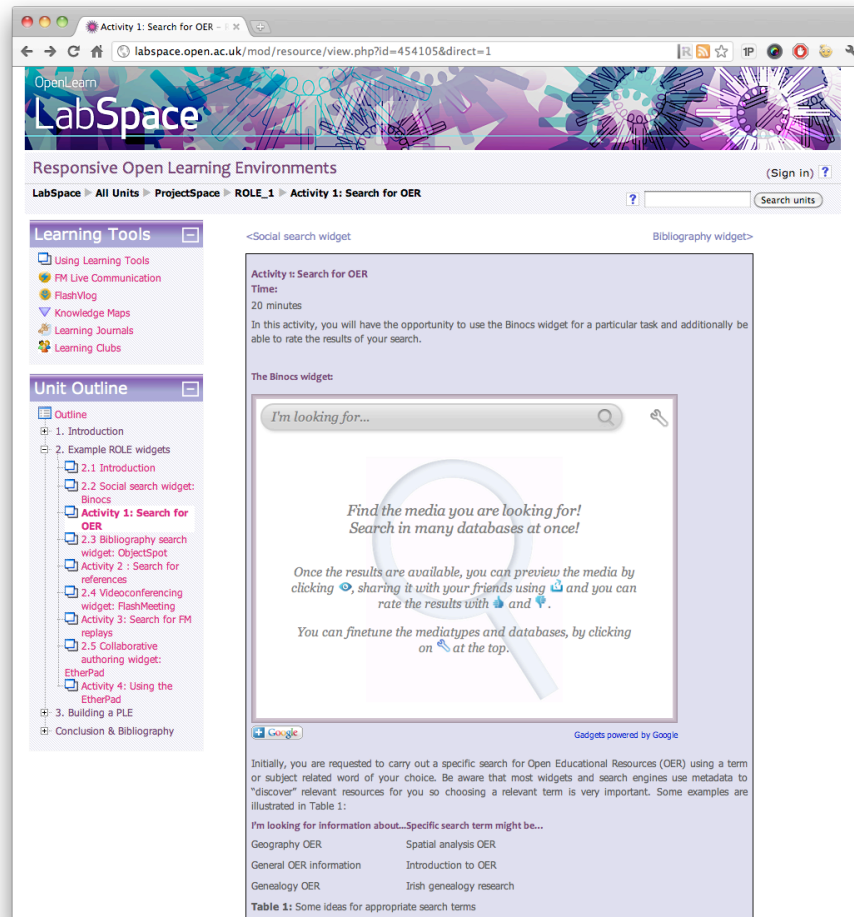 Activity 1: Search for OER –
labspace.open.ac.uk/mod/resource/view.php?id=454105&direct=1
1P
OpenLearn
LabSpace
Responsive Open Learning Environments
(Sign in) ?
LabSpace ▶ All Units ▶ ProjectSpace ▶ ROLE_1 ▶ Activity 1: Search for OER
? Search units
Learning Tools
Using Learning Tools
FM Live Communication
FlashVlog
Knowledge Maps
Learning Journals
Learning Clubs
Unit Outline
Outline
1. Introduction
2. Example ROLE widgets
2.1 Introduction
2.2 Social search widget:
Binocs
Activity 1: Search for
OER
2.3 Bibliography search
widget: ObjectSpot
Activity 2 : Search for
references
2.4 Videoconferencing
widget: FlashMeeting
Activity 3: Search for FM
replays
2.5 Collaborative
authoring widget:
EtherPad
Activity 4: Using the
EtherPad
3. Building a PLE
Conclusion & Bibliography
<Social search widget
Bibliography widget>
Activity 1: Search for OER
Time:
20 minutes
In this activity, you will have the opportunity to use the Binocs widget for a particular task and additionally be
able to rate the results of your search.
The Binocs widget:
I'm looking for...
Find the media you are looking for!
Search in many databases at once!
Once the results are available, you can preview the media by
clicking , sharing it with your friends using and you can
rate the results with and .
You can finetune the mediatypes and databases, by clicking
on at the top.
Google
Gadgets powered by Google
Initially, you are requested to carry out a specific search for Open Educational Resources (OER) using a term
or subject related word of your choice. Be aware that most widgets and search engines use metadata to
"discover" relevant resources for you so choosing a relevant term is very important. Some examples are
illustrated in Table 1:
I'm looking for information about...Specific search term might be...
Geography OER Spatial analysis OER
General OER information Introduction to OER
Genealogy OER Irish genealogy research
Table 1: Some ideas for appropriate search terms